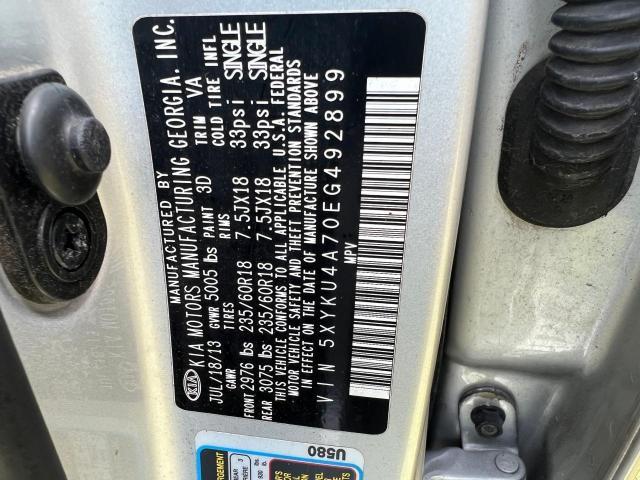 MANUFACTURED BY
KIA KIA MOTORS MANUFACTURING GEORGIA. INC.
JUL/18/13 GVWR 5005 lbs PAINT 3D TRIM VA
GAWR TIRES RIMS COLD TIRE INFL
FRONT 2976 lbs 235/60R18 7.5JX18 33psi SINGLE
REAR 3075 lbs 235/60R18 7.5JX18 33psi SINGLE
THIS VEHICLE CONFORMS TO ALL APPLICABLE U.S.A. FEDERAL
MOTOR VEHICLE SAFETY AND THEFT PREVENTION STANDARDS
IN EFFECT ON THE DATE OF MANUFACTURE SHOWN ABOVE
VIN 5XYKU4A70EG492899
MPV
U580